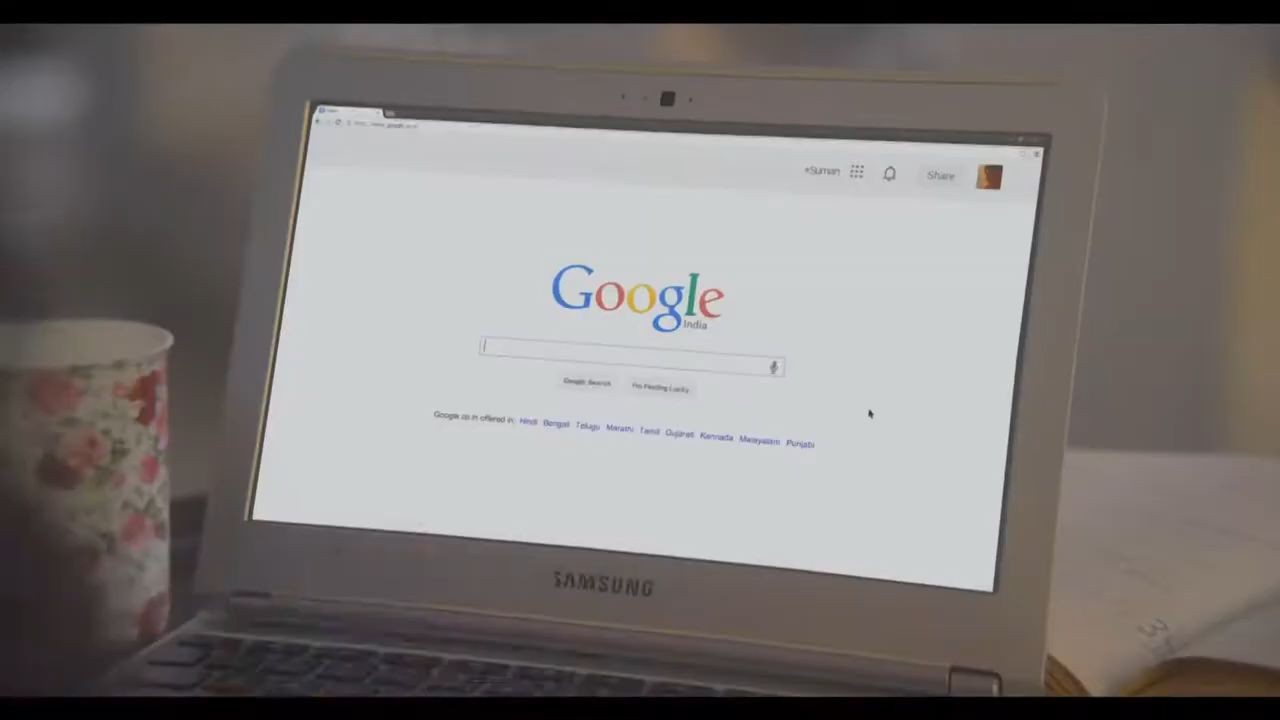 +Suman Share
Google
India
Google Search I'm Feeling Lucky
Google.co.in offered in: Hindi Bengali Telugu Marathi Tamil Gujarati Kannada Malayalam Punjabi
SAMSUNG